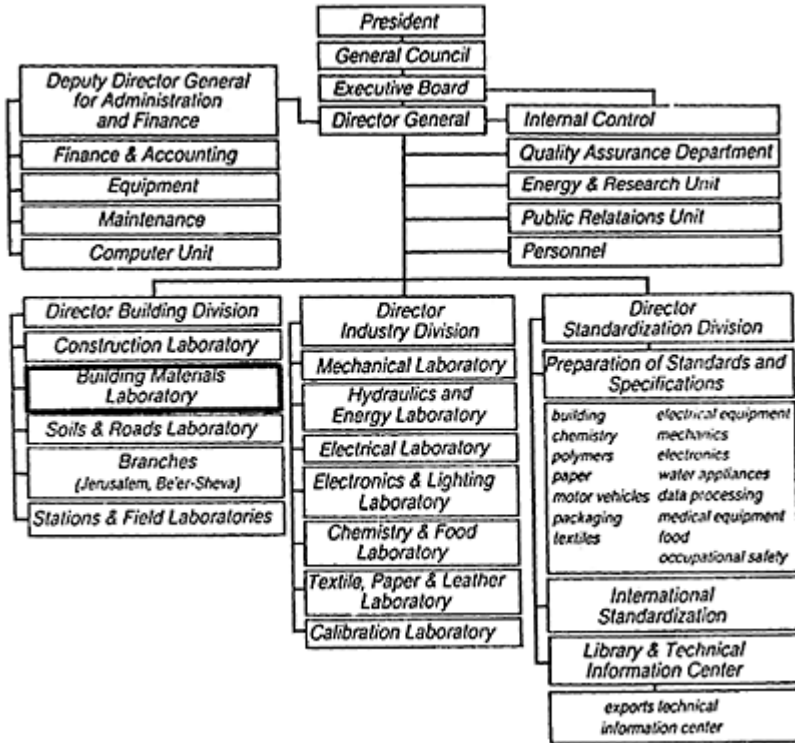 President
General Council
Executive Board
Director General
Deputy Director General
for Administration
and Finance
Finance & Accounting
Equipment
Maintenance
Computer Unit
Internal Control
Quality Assurance Department
Energy & Research Unit
Public Relataions Unit
Personnel
Director Building Division
Construction Laboratory
Building Materials
Laboratory
Soils & Roads Laboratory
Branches
(Jerusalem, Be'er-Sheva)
Stations & Field Laboratories
Director
Industry Division
Mechanical Laboratory
Hydraulics and
Energy Laboratory
Electrical Laboratory
Electronics & Lighting
Laboratory
Chemistry & Food
Laboratory
Textile, Paper & Leather
Laboratory
Calibration Laboratory
Director
Standardization Division
Preparation of Standards and
Specifications
building electrical equipment
chemistry mechanics
polymers electronics
paper water appliances
motor vehicles data processing
packaging medical equipment
textiles food
occupational safety
International
Standardization
Library & Technical
Information Center
exports technical
information center